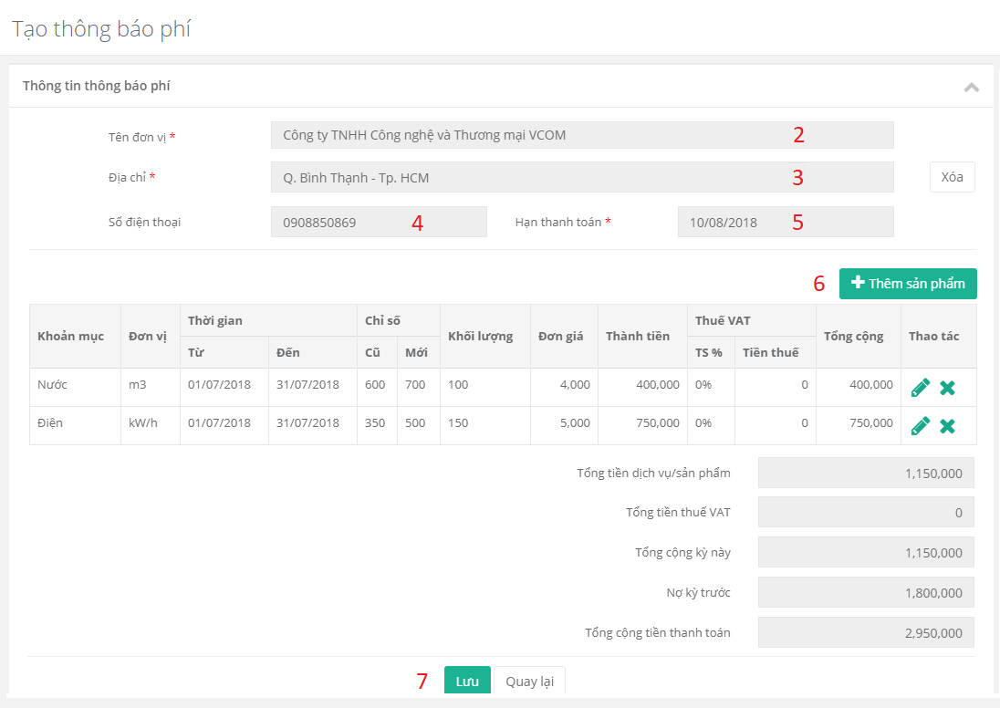 Tạo thông báo phí
Thông tin thông báo phí
Tên đơn vị * Công ty TNHH Công nghệ và Thương mại VCOM 2
Địa chỉ * Q. Bình Thạnh - Tp. HCM 3 Xóa
Số điện thoại 0908850869 4 Hạn thanh toán * 10/08/2018 5
6 Thêm sản phẩm
Khoản mục Đơn vị Thời gian Chỉ số Khối lượng Đơn giá Thành tiền Thuế VAT Tổng cộng Thao tác
Từ Đến Cũ Mới TS % Tiền thuế
Nước m3 01/07/2018 31/07/2018 600 700 100 4,000 400,000 0% 0 400,000
Điện kW/h 01/07/2018 31/07/2018 350 500 150 5,000 750,000 0% 0 750,000
Tổng tiền dịch vụ/sản phẩm 1,150,000
Tổng tiền thuế VAT 0
Tổng cộng kỳ này 1,150,000
Nợ kỳ trước 1,800,000
Tổng cộng tiền thanh toán 2,950,000
7 Lưu Quay lại